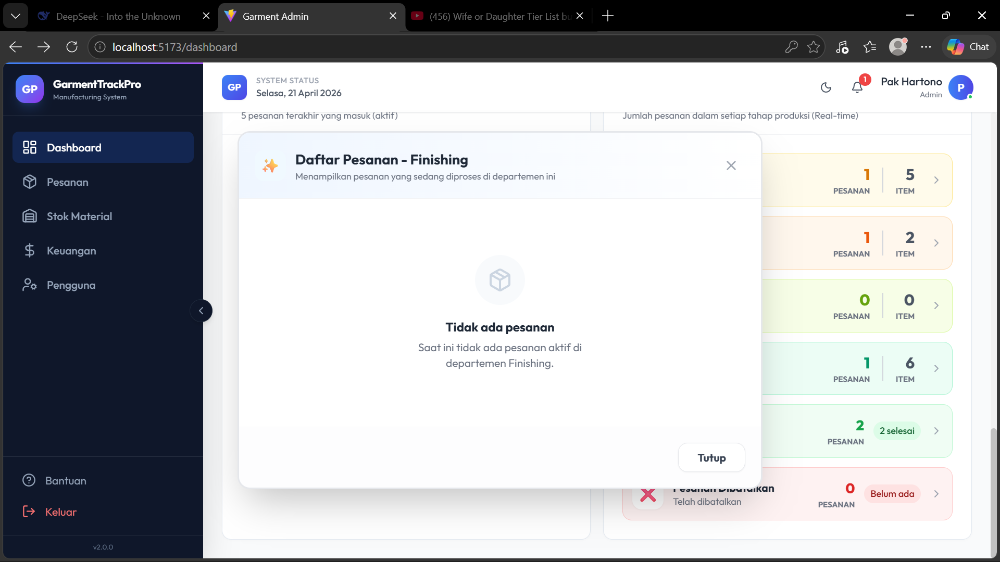 DeepSeek - Into the Unknown
Garment Admin
(456) Wife or Daughter Tier List bu
localhost:5173/dashboard
Chat
GP
GarmentTrackPro
Manufacturing System
Dashboard
Pesanan
Stok Material
Keuangan
Pengguna
Bantuan
Keluar
v2.0.0
GP
SYSTEM STATUS
Selasa, 21 April 2026
1
Pak Hartono
Admin
P
5 pesanan terakhir yang masuk (aktif)
Jumlah pesanan dalam setiap tahap produksi (Real-time)
Daftar Pesanan - Finishing
Menampilkan pesanan yang sedang diproses di departemen ini
Tidak ada pesanan
Saat ini tidak ada pesanan aktif di
departemen Finishing.
Tutup
1 5
PESANAN ITEM
1 2
PESANAN ITEM
0 0
PESANAN ITEM
1 6
PESANAN ITEM
2
PESANAN
2 selesai
Pesanan Dibatalkan
Telah dibatalkan
0
PESANAN
Belum ada